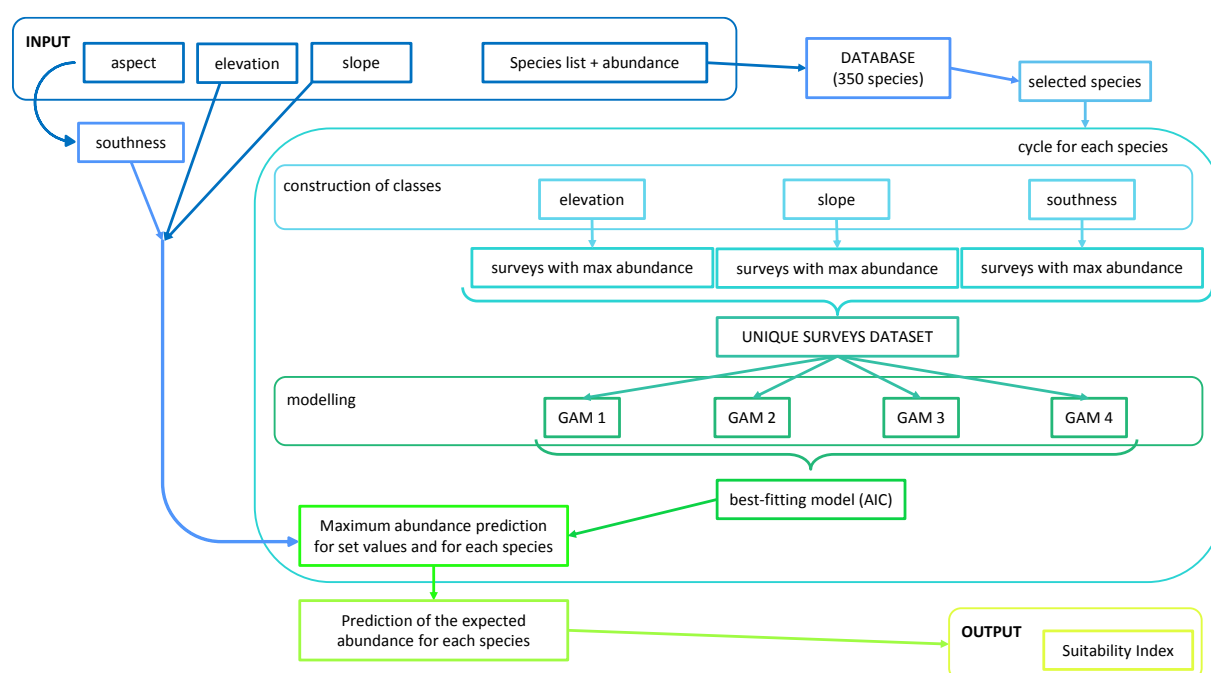 INPUT
aspect
elevation
slope
Species list + abundance
DATABASE
(350 species)
selected species
southness
cycle for each species
construction of classes
elevation
slope
southness
surveys with max abundance
surveys with max abundance
surveys with max abundance
UNIQUE SURVEYS DATASET
modelling
GAM 1
GAM 2
GAM 3
GAM 4
best-fitting model (AIC)
Maximum abundance prediction
for set values and for each species
Prediction of the expected
abundance for each species
OUTPUT
Suitability Index